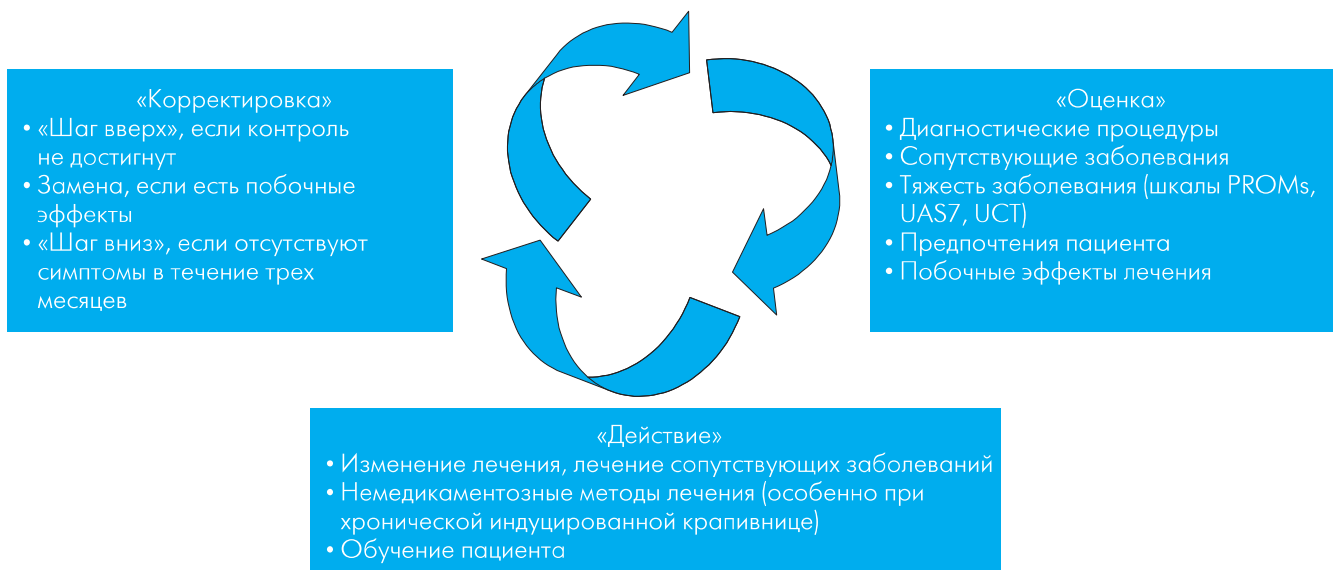 «Корректировка»
• «Шаг вверх», если контроль
не достигнут
• Замена, если есть побочные
эффекты
• «Шаг вниз», если отсутствуют
симптомы в течение трех
месяцев
«Оценка»
• Диагностические процедуры
• Сопутствующие заболевания
• Тяжесть заболевания (шкалы PROMs,
UAS7, UCT)
• Предпочтения пациента
• Побочные эффекты лечения
«Действие»
• Изменение лечения, лечение сопутствующих заболеваний
• Немедикаментозные методы лечения (особенно при
хронической индуцированной крапивнице)
• Обучение пациента